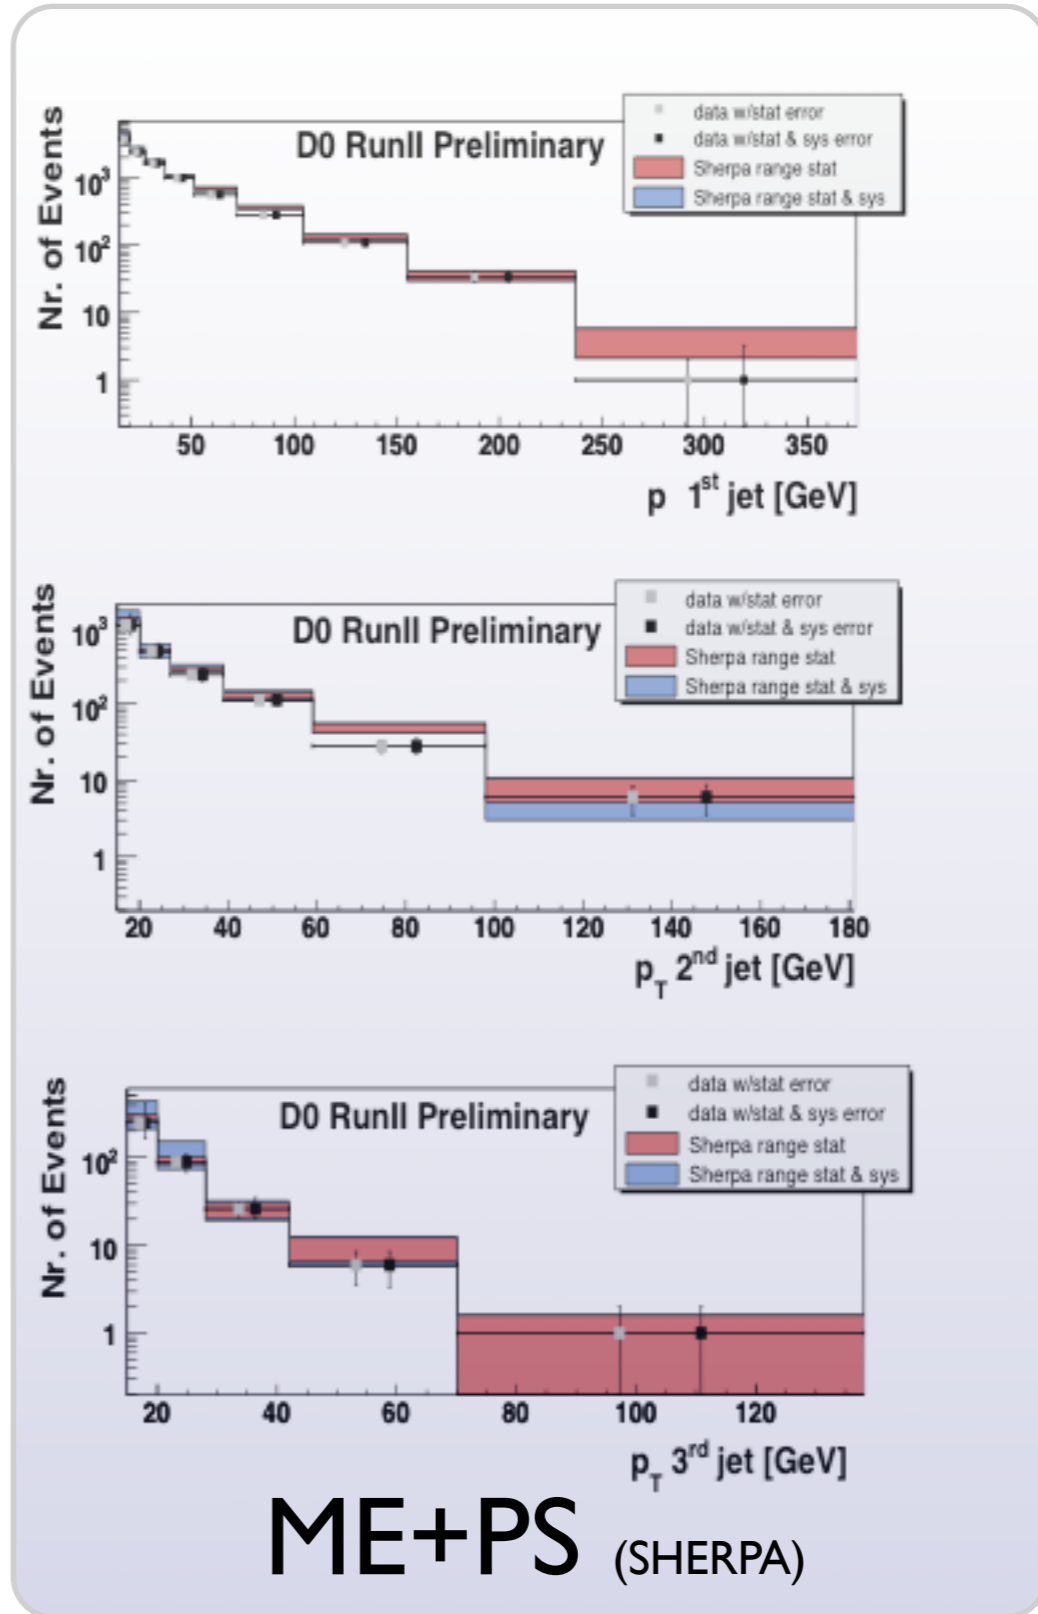 Nr. of Events
D0 RunII Preliminary
data w/stat error
data w/stat & sys error
Sherpa range stat
Sherpa range stat & sys
10³
10²
10
1
50 100 150 200 250 300 350
p 1ˢᵗ jet [GeV]
Nr. of Events
D0 RunII Preliminary
data w/stat error
data w/stat & sys error
Sherpa range stat
Sherpa range stat & sys
10³
10²
10
1
20 40 60 80 100 120 140 160 180
p_T 2ⁿᵈ jet [GeV]
Nr. of Events
D0 RunII Preliminary
data w/stat error
data w/stat & sys error
Sherpa range stat
Sherpa range stat & sys
10²
10
1
20 40 60 80 100 120
p_T 3ʳᵈ jet [GeV]
ME+PS (SHERPA)